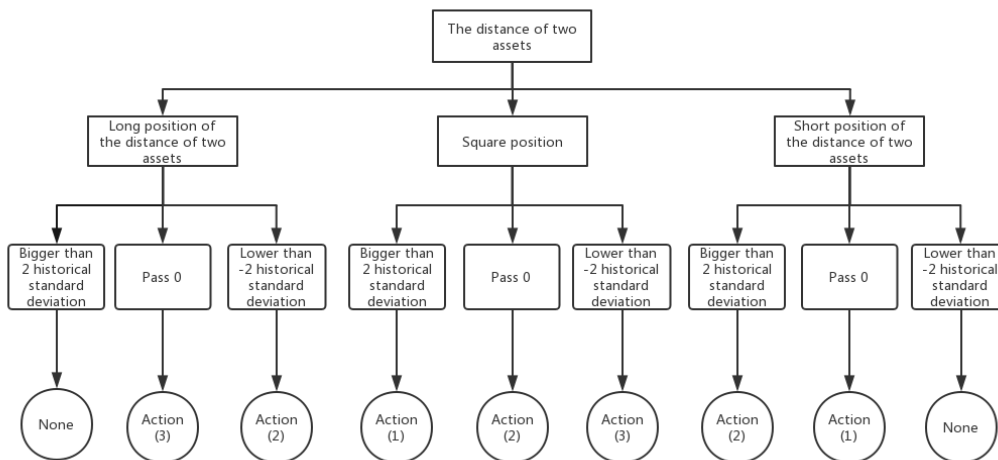 The distance of two
assets
Long position of
the distance of two
assets
Square position
Short position of
the distance of two
assets
Bigger than
2 historical
standard
deviation
Pass 0
Lower than
-2 historical
standard
deviation
Bigger than
2 historical
standard
deviation
Pass 0
Lower than
-2 historical
standard
deviation
Bigger than
2 historical
standard
deviation
Pass 0
Lower than
-2 historical
standard
deviation
None
Action
(3)
Action
(2)
Action
(1)
Action
(2)
Action
(3)
Action
(2)
Action
(1)
None